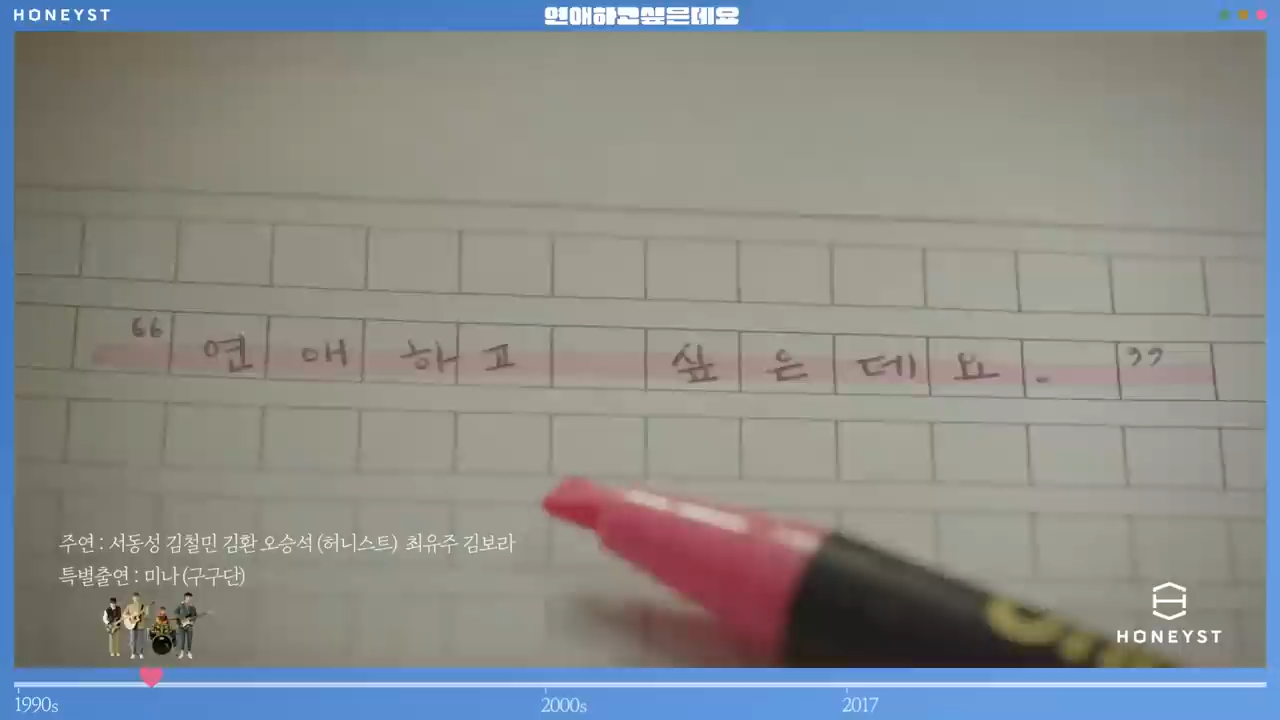 HONEYST
연애하고싶은데요
“연애하고 싶은데요.”
주연 : 서동성 김철민 김환 오승석 (허니스트) 최유주 김보라
특별출연 : 미나 (구구단)
HONEYST
1990s
2000s
2017